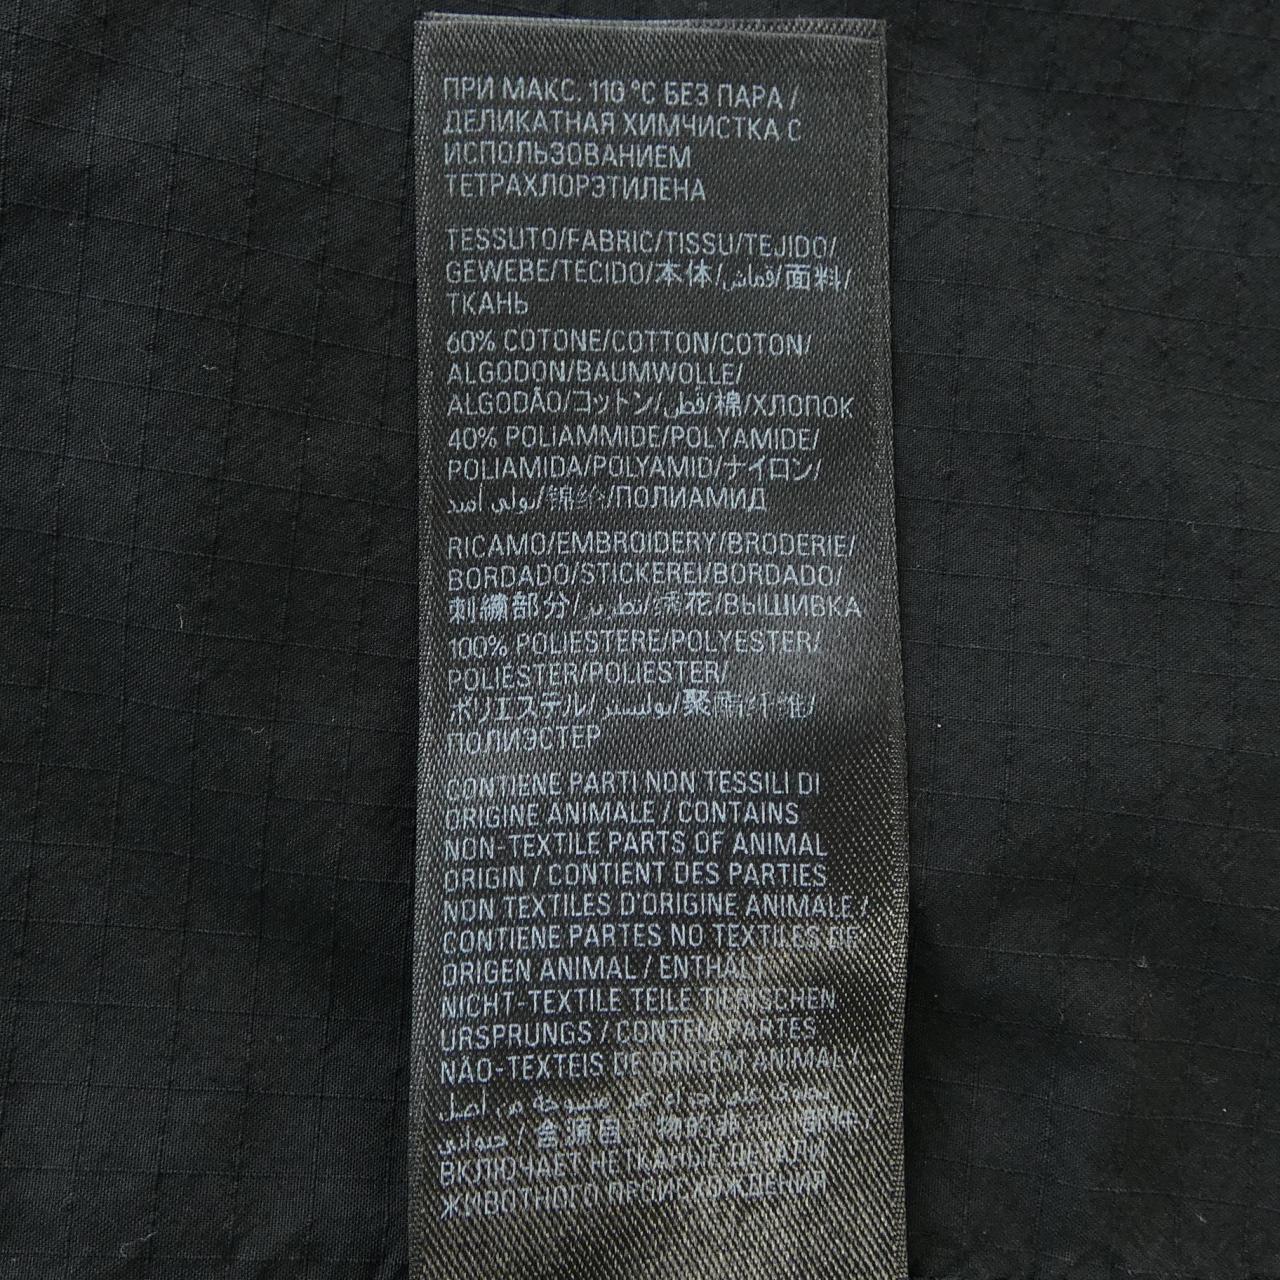 ПРИ МАКС. 110 °C БЕЗ ПАРА /
ДЕЛИКАТНАЯ ХИМЧИСТКА С
ИСПОЛЬЗОВАНИЕМ
ТЕТРАХЛОРЭТИЛЕНА
TESSUTO/FABRIC/TISSU/TEJIDO/
GEWEBE/TECIDO/本体/قماش/面料/
ТКАНЬ
60% COTONE/COTTON/COTON/
ALGODON/BAUMWOLLE/
ALGODÃO/コットン/قطن/棉/ХЛОПОК
40% POLIAMMIDE/POLYAMIDE/
POLIAMIDA/POLYAMID/ナイロン/
بولي أميد/锦纶/ПОЛИАМИД
RICAMO/EMBROIDERY/BRODERIE/
BORDADO/STICKEREI/BORDADO/
刺繍部分/تطريز/绣花/ВЫШИВКА
100% POLIESTERE/POLYESTER/
POLIÉSTER/POLIESTER/
ポリエステル/بوليستر/聚酯纤维/
ПОЛИЭСТЕР
CONTIENE PARTI NON TESSILI DI
ORIGINE ANIMALE / CONTAINS
NON-TEXTILE PARTS OF ANIMAL
ORIGIN / CONTIENT DES PARTIES
NON TEXTILES D'ORIGINE ANIMALE /
CONTIENE PARTES NO TEXTILES DE
ORIGEN ANIMAL / ENTHÄLT
NICHT-TEXTILE TEILE TIERISCHEN
URSPRUNGS / CONTÉM PARTES
NÃO-TEXTEIS DE ORIGEM ANIMAL /
من أصل
حيواني /
ВКЛЮЧАЕТ НЕТКАНЫЕ ДЕТАЛИ
ЖИВОТНОГО ПРОИСХОЖДЕНИЯ